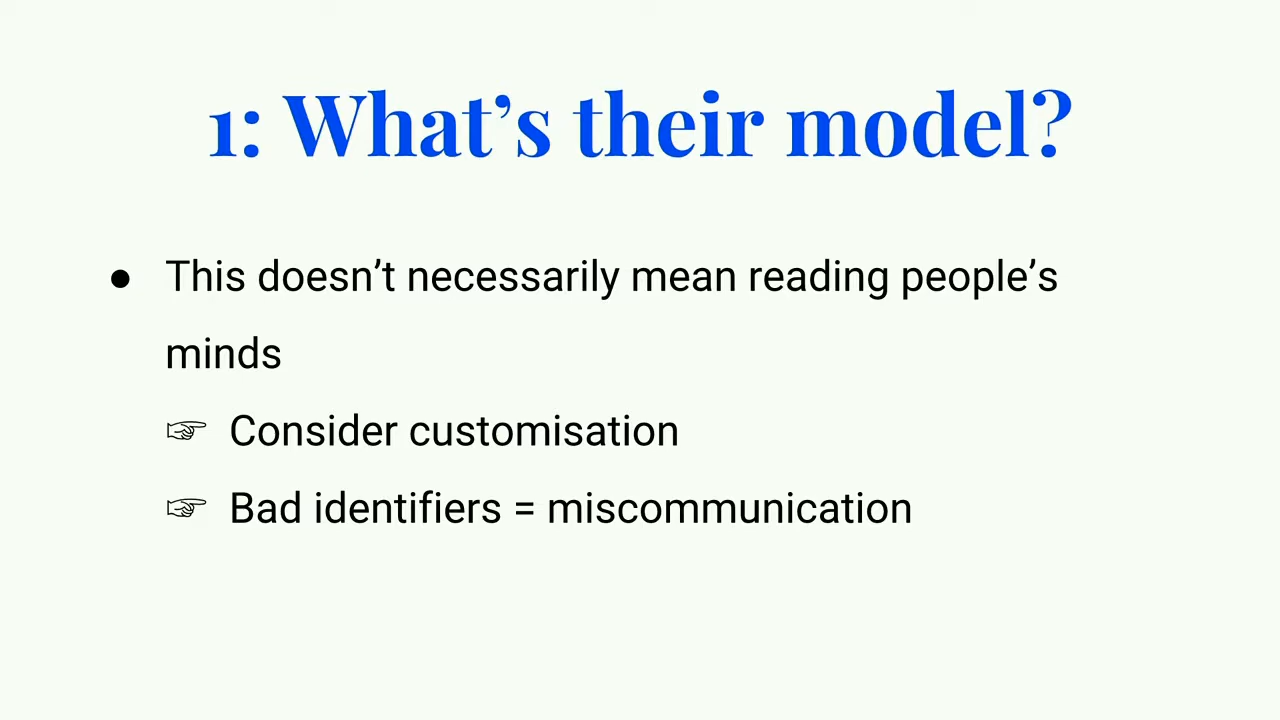 1: What’s their model?
● This doesn’t necessarily mean reading people’s
minds
☞ Consider customisation
☞ Bad identifiers = miscommunication